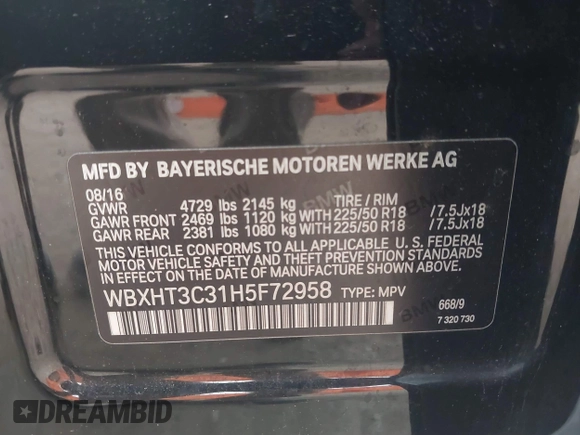 MFD BY BAYERISCHE MOTOREN WERKE AG
08/16
GVWR 4729 lbs 2145 kg TIRE / RIM
GAWR FRONT 2469 lbs 1120 kg WITH 225/50 R18 /7.5Jx18
GAWR REAR 2381 lbs 1080 kg WITH 225/50 R18 /7.5Jx18
THIS VEHICLE CONFORMS TO ALL APPLICABLE U. S. FEDERAL
MOTOR VEHICLE SAFETY, BUMPER, AND THEFT PREVENTION STANDARDS
IN EFFECT ON THE DATE OF MANUFACTURE SHOWN ABOVE.
WBXHT3C31H5F72958 TYPE: MPV
668/9
7 320 730
DREAMBID